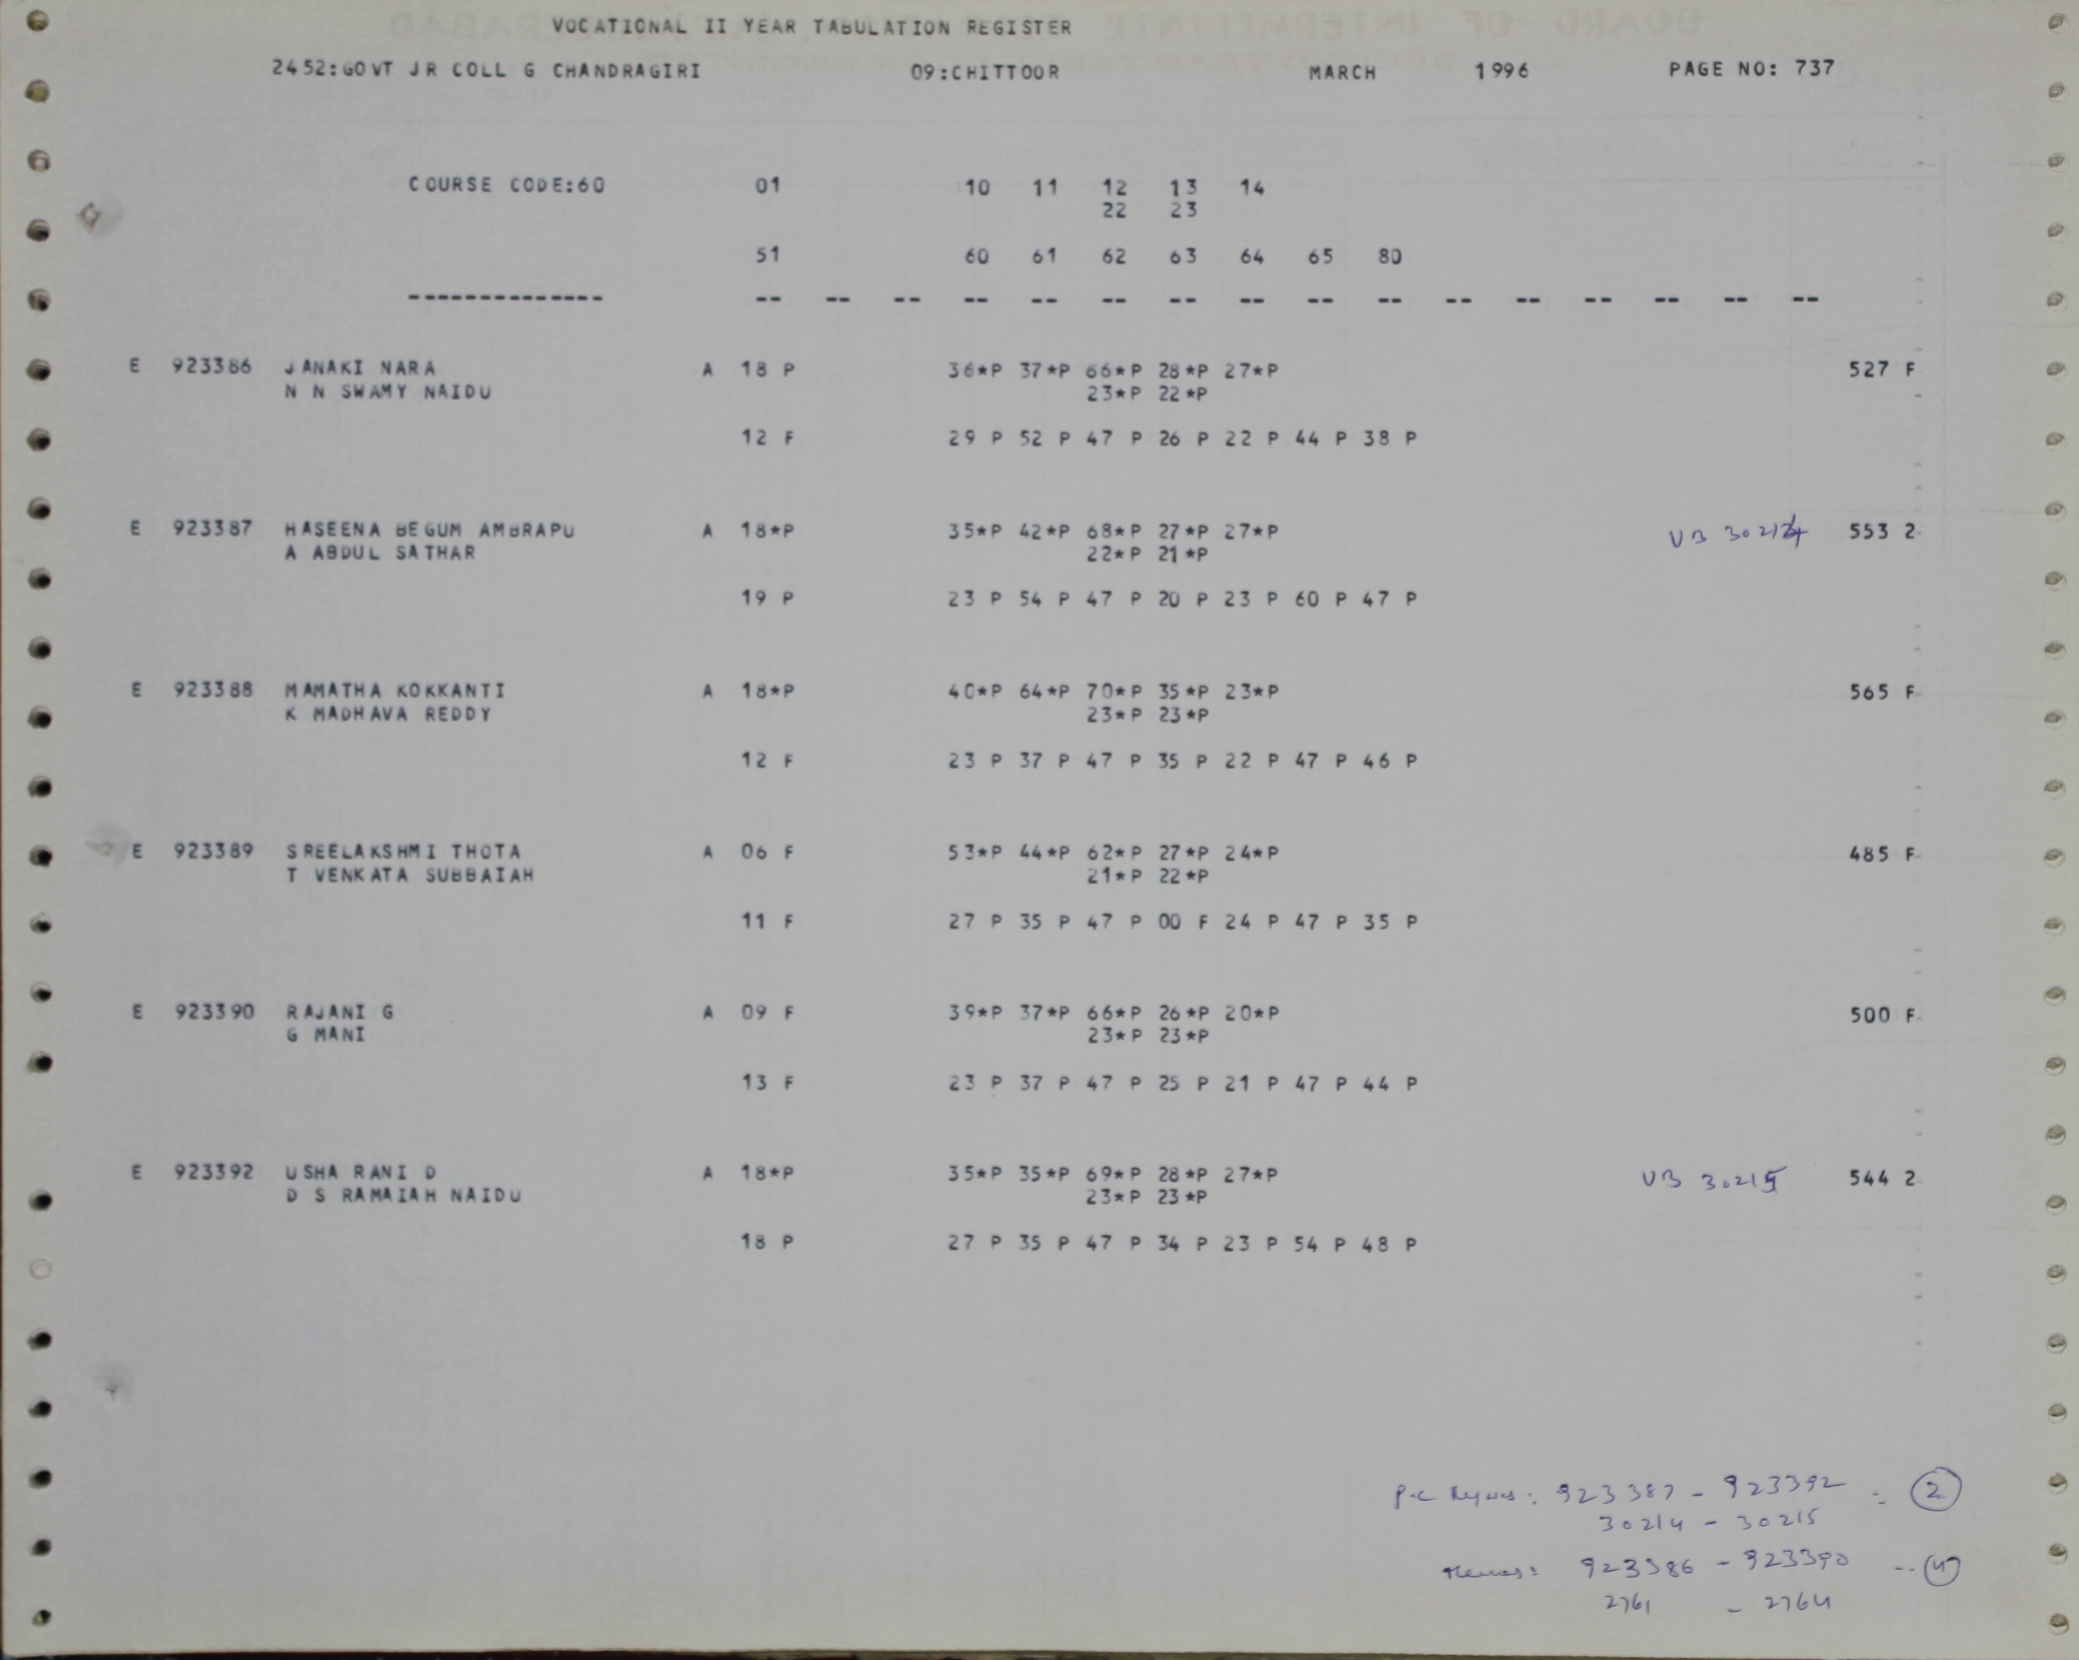 VOCATIONAL II YEAR TABULATION REGISTER
2452:GOVT JR COLL G CHANDRAGIRI 09:CHITTOOR MARCH 1996 PAGE NO: 737
COURSE CODE:60 01 10 11 12 13 14
22 23
51 60 61 62 63 64 65 80
-------------- -- -- -- -- -- -- -- -- -- -- -- -- -- -- -- --
E 923386 JANAKI NARA A 18 P 36*P 37*P 66*P 28*P 27*P 527 F
N N SWAMY NAIDU 23*P 22*P
12 F 29 P 52 P 47 P 26 P 22 P 44 P 38 P
E 923387 HASEENA BEGUM AMBRAPU A 18*P 35*P 42*P 68*P 27*P 27*P VB 30214 553 2
A ABDUL SATHAR 22*P 21*P
19 P 23 P 54 P 47 P 20 P 23 P 60 P 47 P
E 923388 MAMATHA KOKKANTI A 18*P 40*P 64*P 70*P 35*P 23*P 565 F
K MADHAVA REDDY 23*P 23*P
12 F 23 P 37 P 47 P 35 P 22 P 47 P 46 P
E 923389 SREELAKSHMI THOTA A 06 F 53*P 44*P 62*P 27*P 24*P 485 F
T VENKATA SUBBAIAH 21*P 22*P
11 F 27 P 35 P 47 P 00 F 24 P 47 P 35 P
E 923390 RAJANI G A 09 F 39*P 37*P 66*P 26*P 20*P 500 F
G MANI 23*P 23*P
13 F 23 P 37 P 47 P 25 P 21 P 47 P 44 P
E 923392 USHA RANI D A 18*P 35*P 35*P 69*P 28*P 27*P VB 30215 544 2
D S RAMAIAH NAIDU 23*P 23*P
18 P 27 P 35 P 47 P 34 P 23 P 54 P 48 P
923387 - 923392 = 2
30214 - 30215
923386 - 923390 -- 4
2761 - 2764